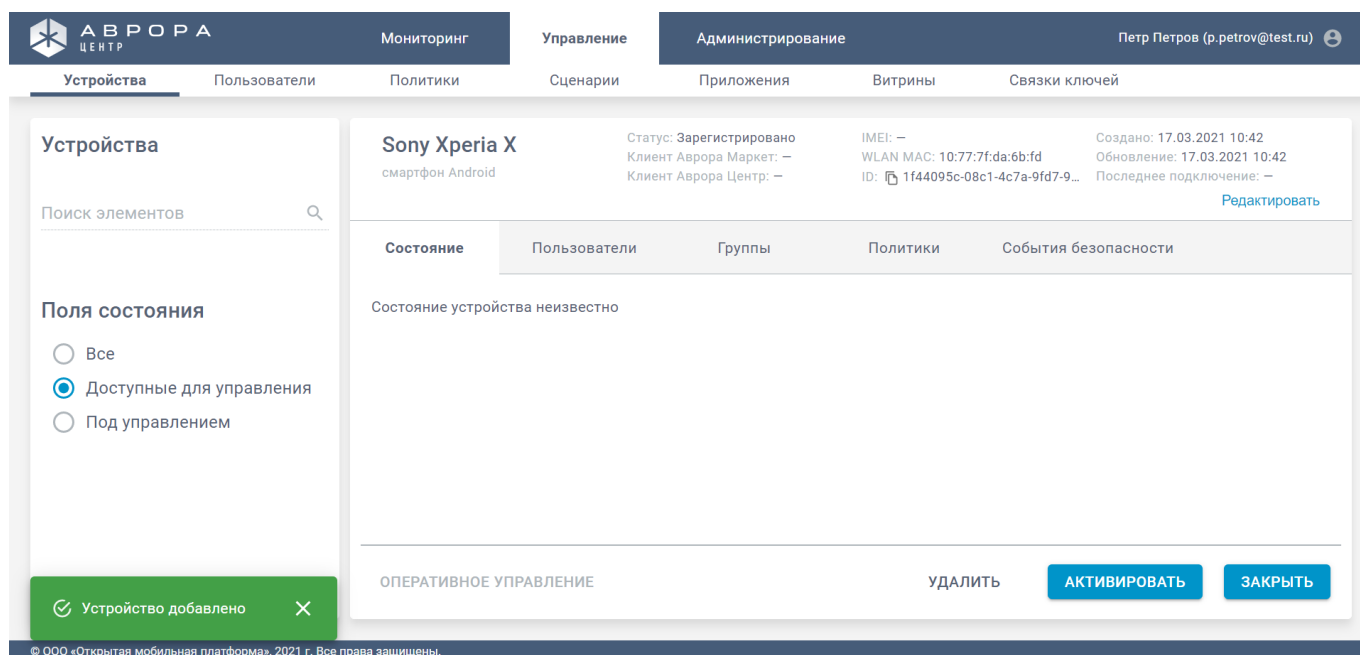 АВРОРА
ЦЕНТР
Мониторинг Управление Администрирование Петр Петров (p.petrov@test.ru)
Устройства Пользователи Политики Сценарии Приложения Витрины Связки ключей
Устройства
Поиск элементов
Поля состояния
Все
Доступные для управления
Под управлением
Sony Xperia X
смартфон Android
Статус: Зарегистрировано
Клиент Аврора Маркет: —
Клиент Аврора Центр: —
IMEI: —
WLAN MAC: 10:77:7f:da:6b:fd
ID: 1f44095c-08c1-4c7a-9fd7-9...
Создано: 17.03.2021 10:42
Обновление: 17.03.2021 10:42
Последнее подключение: —
Редактировать
Состояние Пользователи Группы Политики События безопасности
Состояние устройства неизвестно
ОПЕРАТИВНОЕ УПРАВЛЕНИЕ УДАЛИТЬ АКТИВИРОВАТЬ ЗАКРЫТЬ
Устройство добавлено
© ООО «Открытая мобильная платформа», 2021 г. Все права защищены.